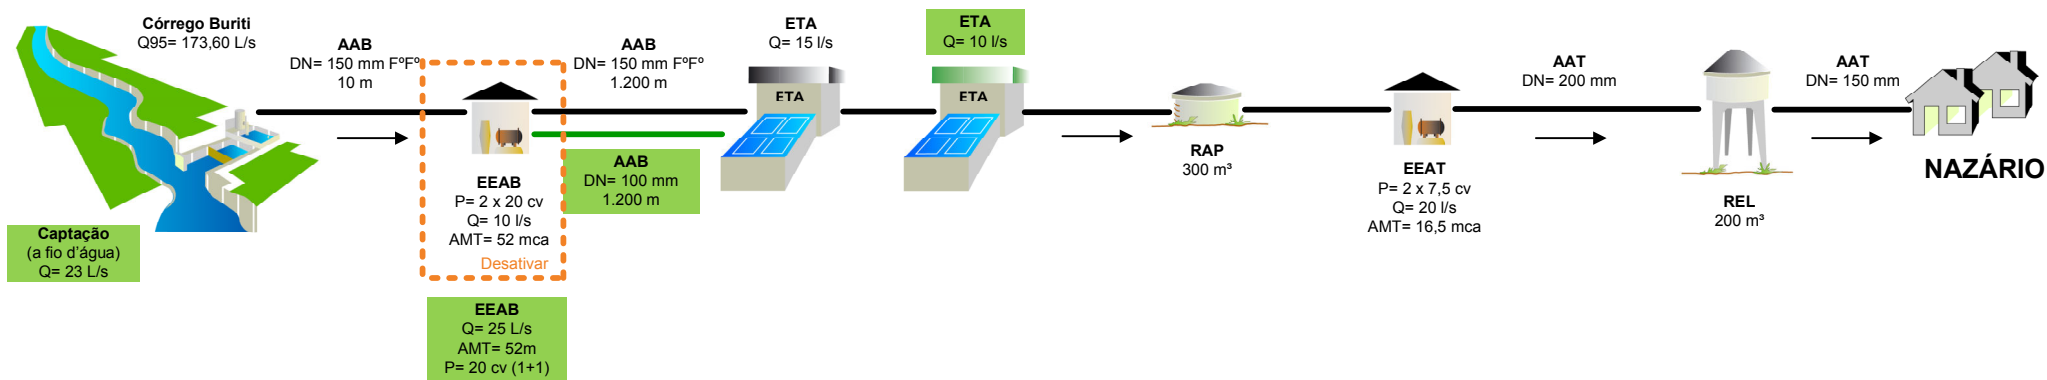 Córrego Buriti
Q95= 173,60 L/s
AAB
DN= 150 mm FºFº
10 m
AAB
DN= 150 mm FºFº
1.200 m
ETA
Q= 15 l/s
ETA
Q= 10 l/s
AAT
DN= 200 mm
AAT
DN= 150 mm
ETA
ETA
Captação
(a fio d'água)
Q= 23 L/s
EEAB
P= 2 x 20 cv
Q= 10 l/s
AMT= 52 mca
Desativar
AAB
DN= 100 mm
1.200 m
RAP
300 m³
EEAT
P= 2 x 7,5 cv
Q= 20 l/s
AMT= 16,5 mca
REL
200 m³
NAZÁRIO
EEAB
Q= 25 L/s
AMT= 52m
P= 20 cv (1+1)